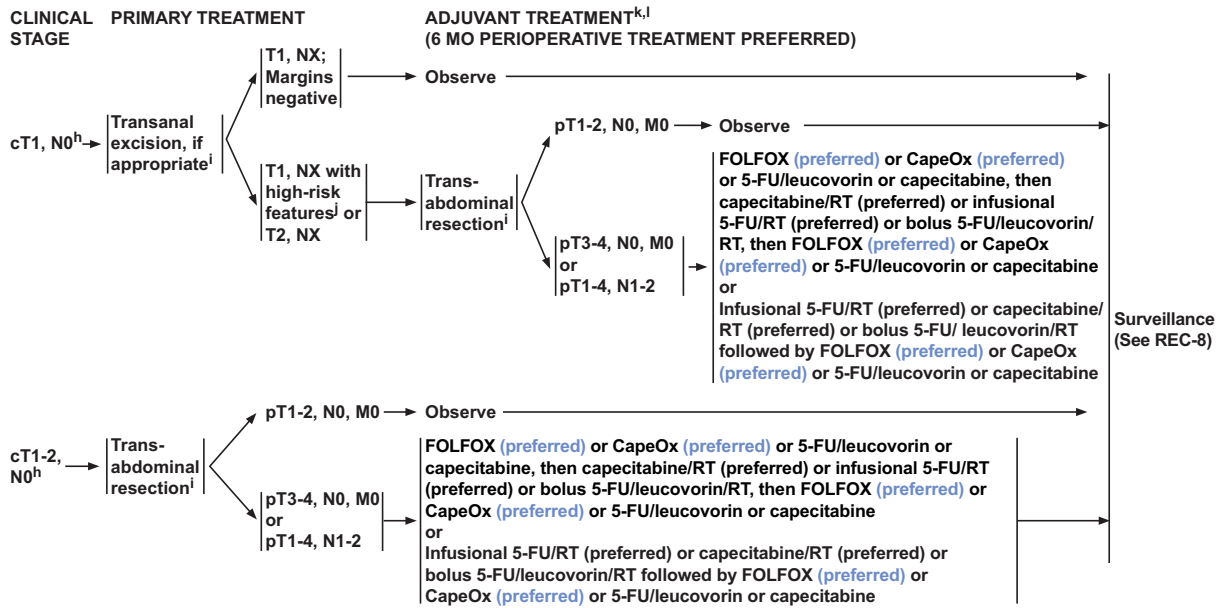 CLINICAL STAGE
PRIMARY TREATMENT
ADJUVANT TREATMENTk,l
(6 MO PERIOPERATIVE TREATMENT PREFERRED)
cT1, N0h
Transanal
excision, if
appropriatei
T1, NX;
Margins
negative
Observe
T1, NX with
high-risk
featuresj or
T2, NX
Trans-
abdominal
resectioni
pT1-2, N0, M0
Observe
pT3-4, N0, M0
or
pT1-4, N1-2
FOLFOX (preferred) or CapeOx (preferred)
or 5-FU/leucovorin or capecitabine, then
capecitabine/RT (preferred) or infusional
5-FU/RT (preferred) or bolus 5-FU/leucovorin/
RT, then FOLFOX (preferred) or CapeOx
(preferred) or 5-FU/leucovorin or capecitabine
or
Infusional 5-FU/RT (preferred) or capecitabine/
RT (preferred) or bolus 5-FU/ leucovorin/RT
followed by FOLFOX (preferred) or CapeOx
(preferred) or 5-FU/leucovorin or capecitabine
Surveillance
(See REC-8)
cT1-2,
N0h
Trans-
abdominal
resectioni
pT1-2, N0, M0
Observe
pT3-4, N0, M0
or
pT1-4, N1-2
FOLFOX (preferred) or CapeOx (preferred) or 5-FU/leucovorin or
capecitabine, then capecitabine/RT (preferred) or infusional 5-FU/RT
(preferred) or bolus 5-FU/leucovorin/RT, then FOLFOX (preferred) or
CapeOx (preferred) or 5-FU/leucovorin or capecitabine
or
Infusional 5-FU/RT (preferred) or capecitabine/RT (preferred) or
bolus 5-FU/leucovorin/RT followed by FOLFOX (preferred) or
CapeOx (preferred) or 5-FU/leucovorin or capecitabine